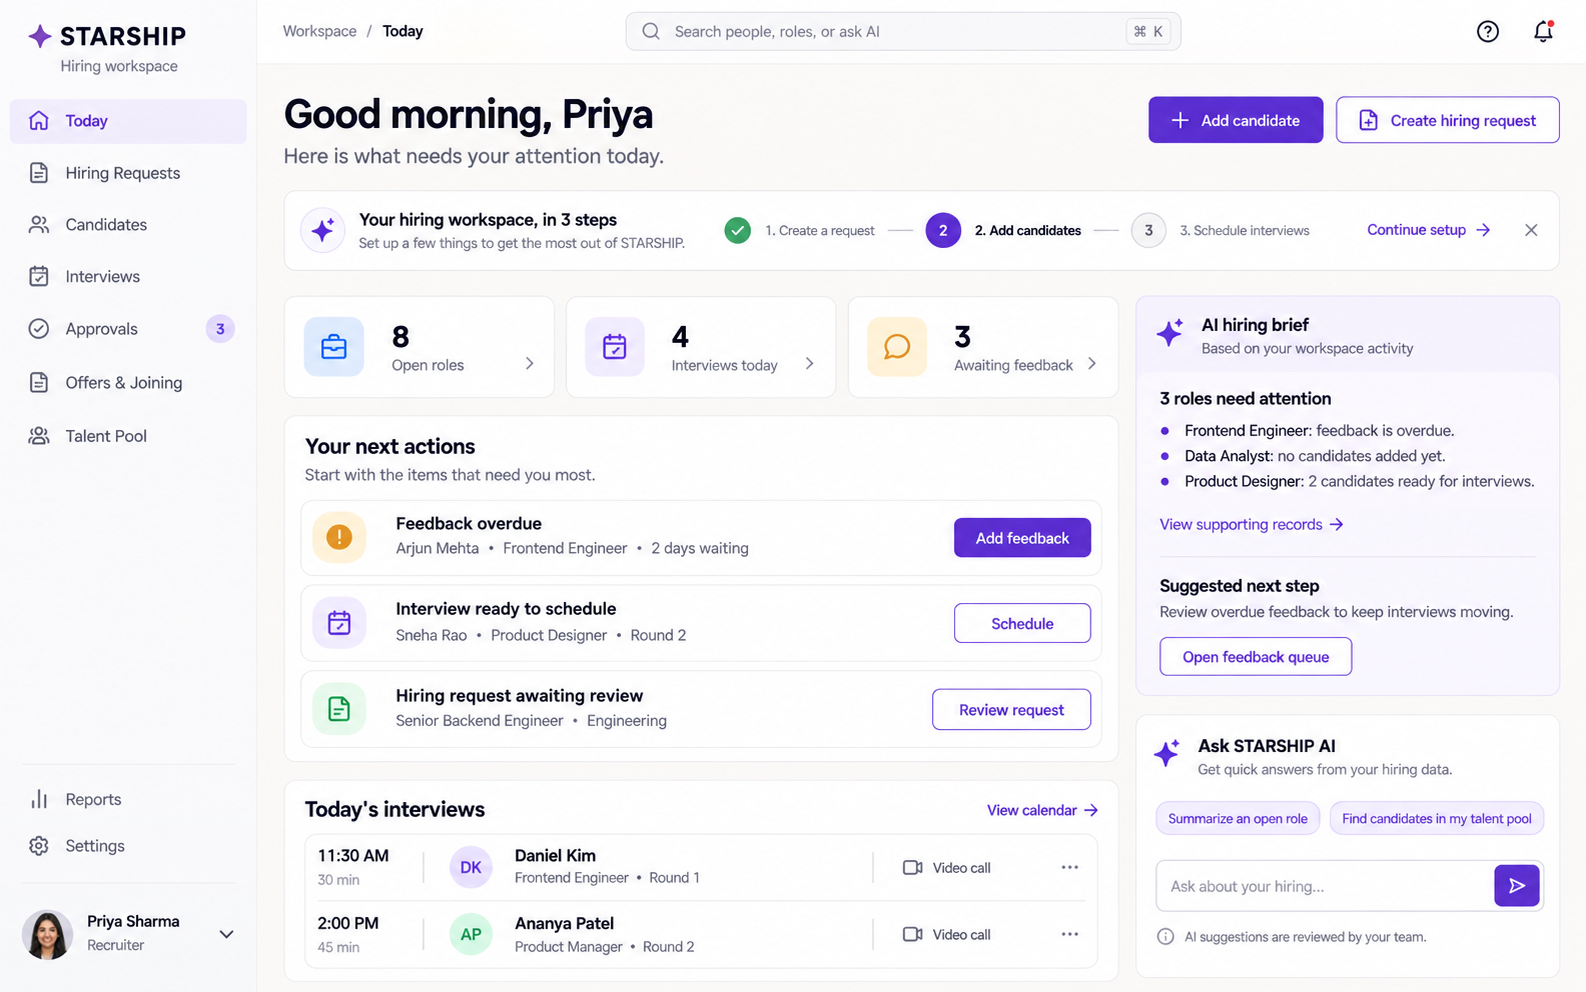 STARSHIP
Hiring workspace
Today
Hiring Requests
Candidates
Interviews
Approvals 3
Offers & Joining
Talent Pool
Reports
Settings
Priya Sharma
Recruiter
Workspace / Today
Search people, roles, or ask AI ⌘ K
Good morning, Priya
Here is what needs your attention today.
Add candidate
Create hiring request
Your hiring workspace, in 3 steps
Set up a few things to get the most out of STARSHIP.
1. Create a request
2 2. Add candidates
3 3. Schedule interviews
Continue setup →
8
Open roles
4
Interviews today
3
Awaiting feedback
Your next actions
Start with the items that need you most.
Feedback overdue
Arjun Mehta • Frontend Engineer • 2 days waiting
Add feedback
Interview ready to schedule
Sneha Rao • Product Designer • Round 2
Schedule
Hiring request awaiting review
Senior Backend Engineer • Engineering
Review request
Today's interviews
View calendar →
11:30 AM
30 min
DK
Daniel Kim
Frontend Engineer • Round 1
Video call
2:00 PM
45 min
AP
Ananya Patel
Product Manager • Round 2
Video call
AI hiring brief
Based on your workspace activity
3 roles need attention
• Frontend Engineer: feedback is overdue.
• Data Analyst: no candidates added yet.
• Product Designer: 2 candidates ready for interviews.
View supporting records →
Suggested next step
Review overdue feedback to keep interviews moving.
Open feedback queue
Ask STARSHIP AI
Get quick answers from your hiring data.
Summarize an open role
Find candidates in my talent pool
Ask about your hiring...
AI suggestions are reviewed by your team.